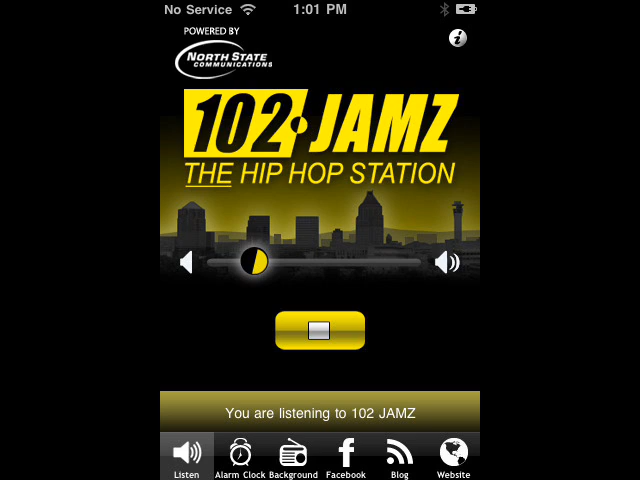 No Service 1:01 PM
POWERED BY
NORTH STATE
COMMUNICATIONS
i
102 JAMZ
THE HIP HOP STATION
You are listening to 102 JAMZ
Listen Alarm Clock Background Facebook Blog Website